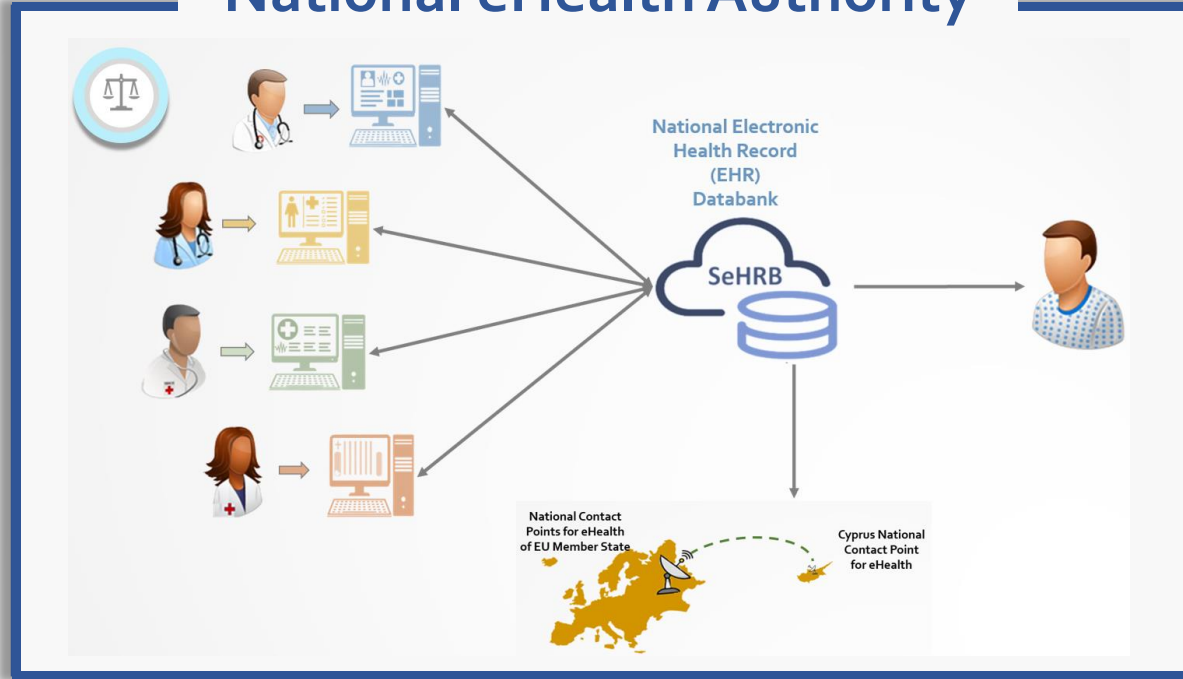 National eHealth Authority
National Electronic
Health Record
(EHR)
Databank
SeHRB
National Contact
Points for eHealth
of EU Member State
Cyprus National
Contact Point
for eHealth